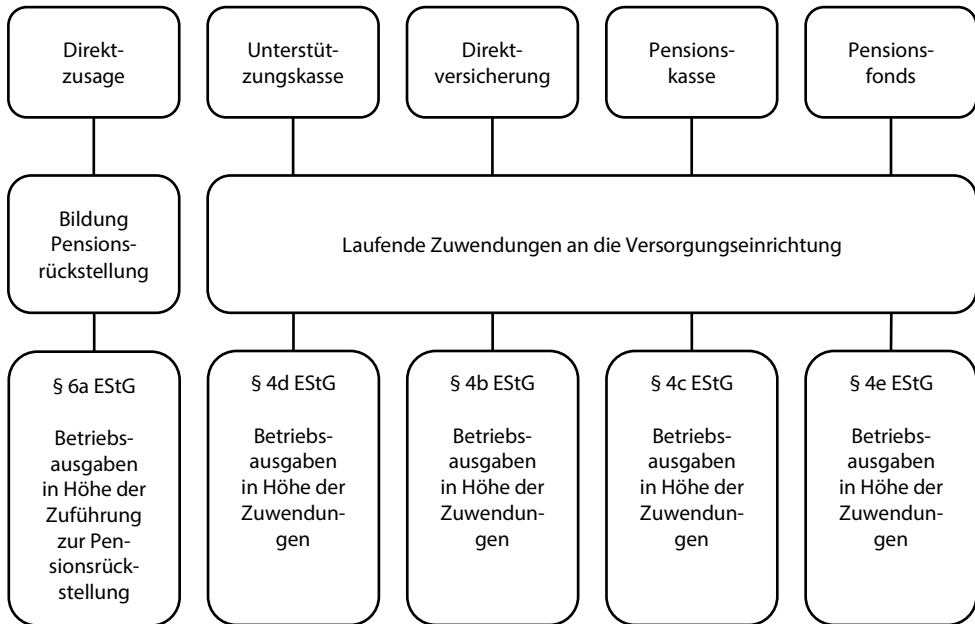 Direkt-
zusage
Unterstüt-
zungskasse
Direkt-
versicherung
Pensions-
kasse
Pensions-
fonds
Bildung
Pensions-
rückstellung
Laufende Zuwendungen an die Versorgungseinrichtung
§ 6a EStG
Betriebs-
ausgaben
in Höhe der
Zuführung
zur Pen-
sionsrück-
stellung
§ 4d EStG
Betriebs-
ausgaben
in Höhe der
Zuwendun-
gen
§ 4b EStG
Betriebs-
ausgaben
in Höhe der
Zuwendun-
gen
§ 4c EStG
Betriebs-
ausgaben
in Höhe der
Zuwendun-
gen
§ 4e EStG
Betriebs-
ausgaben
in Höhe der
Zuwendun-
gen